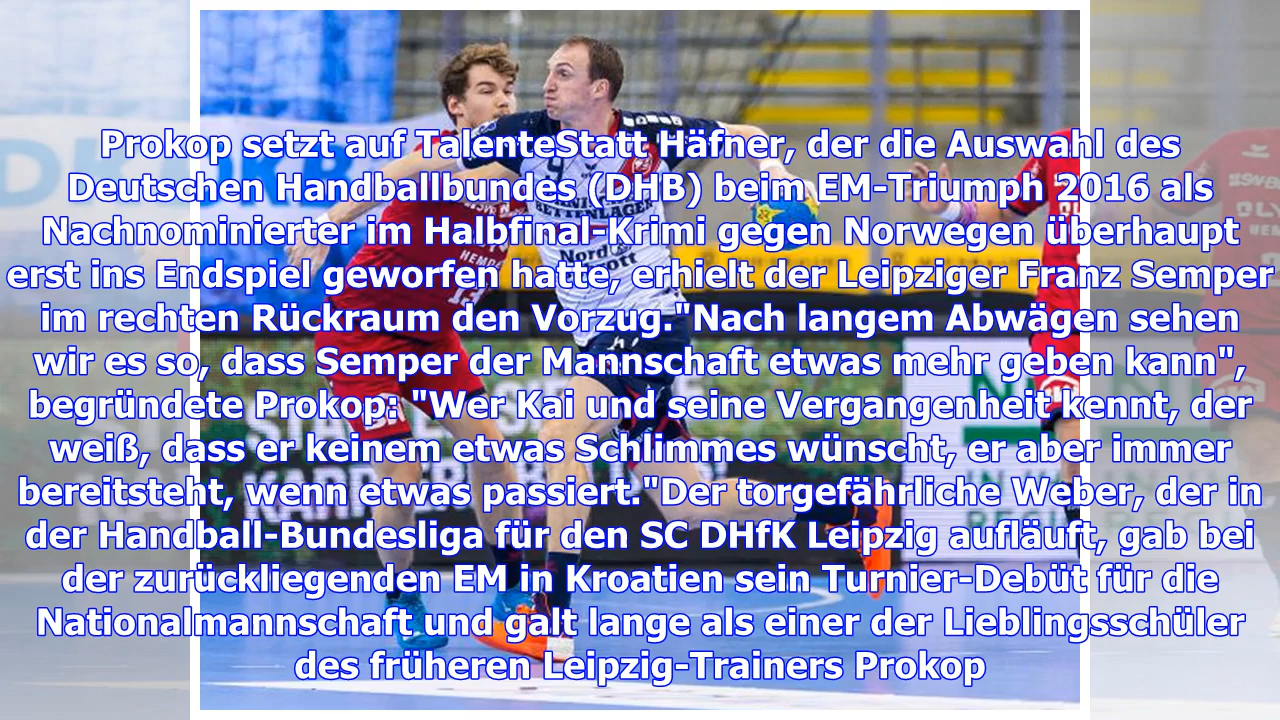 Prokop setzt auf TalenteStatt Häfner, der die Auswahl des
Deutschen Handballbundes (DHB) beim EM-Triumph 2016 als
Nachnominierter im Halbfinal-Krimi gegen Norwegen überhaupt
erst ins Endspiel geworfen hatte, erhielt der Leipziger Franz Semper
im rechten Rückraum den Vorzug."Nach langem Abwägen sehen
wir es so, dass Semper der Mannschaft etwas mehr geben kann",
begründete Prokop: "Wer Kai und seine Vergangenheit kennt, der
weiß, dass er keinem etwas Schlimmes wünscht, er aber immer
bereitsteht, wenn etwas passiert."Der torgefährliche Weber, der in
der Handball-Bundesliga für den SC DHfK Leipzig aufläuft, gab bei
der zurückliegenden EM in Kroatien sein Turnier-Debüt für die
Nationalmannschaft und galt lange als einer der Lieblingsschüler
des früheren Leipzig-Trainers Prokop